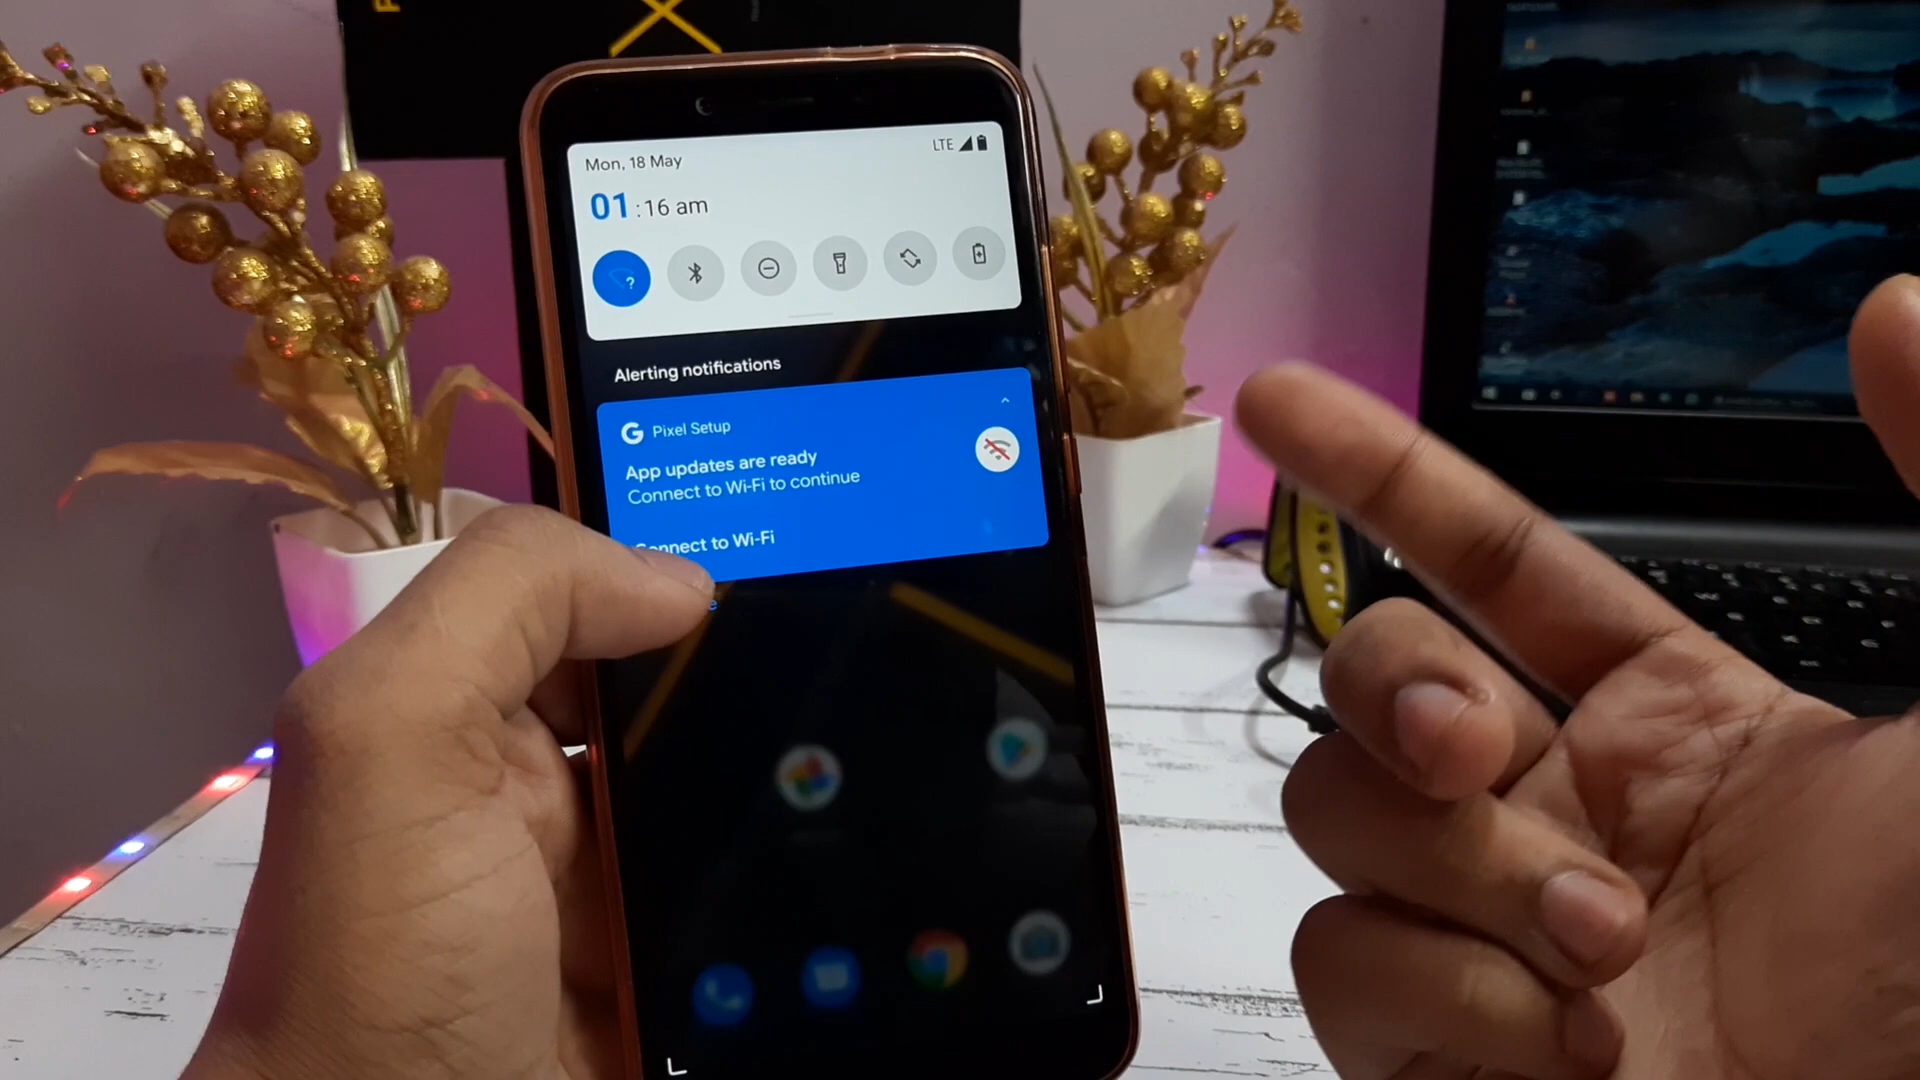 Mon, 18 May
LTE
01:16 am
?
Alerting notifications
G Pixel Setup
App updates are ready
Connect to Wi-Fi to continue
Connect to Wi-Fi